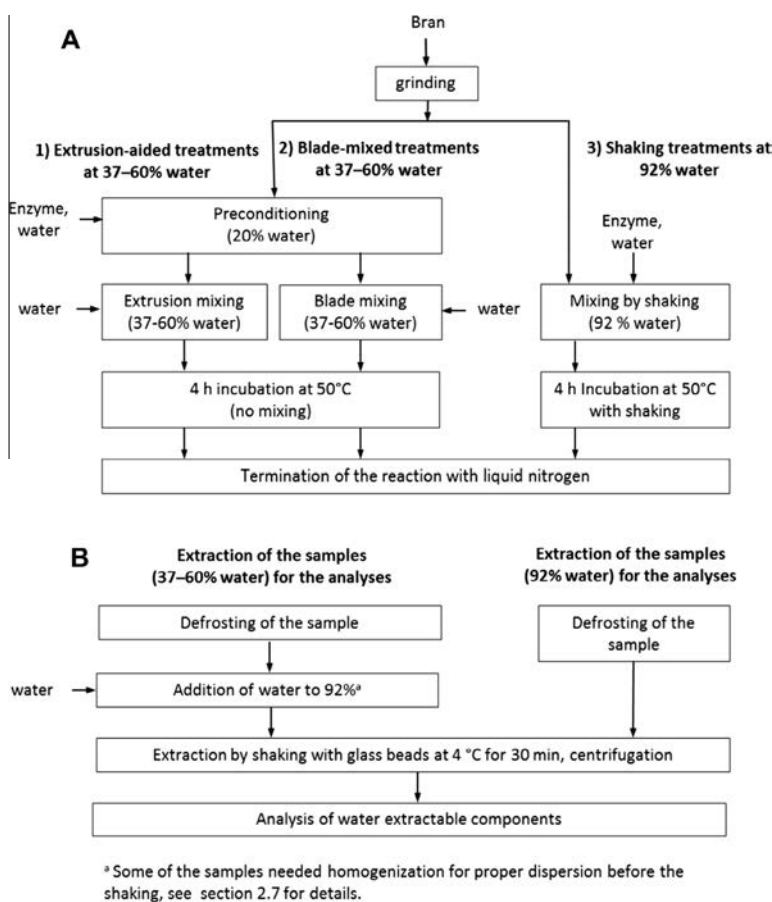 A
Bran
grinding
1) Extrusion-aided treatments
at 37–60% water
2) Blade-mixed treatments
at 37–60% water
3) Shaking treatments at
92% water
Enzyme,
water
Preconditioning
(20% water)
Enzyme,
water
water
Extrusion mixing
(37-60% water)
Blade mixing
(37-60% water)
water
Mixing by shaking
(92 % water)
4 h incubation at 50°C
(no mixing)
4 h Incubation at 50°C
with shaking
Termination of the reaction with liquid nitrogen
B
Extraction of the samples
(37–60% water) for the analyses
Extraction of the samples
(92% water) for the analyses
Defrosting of the sample
Defrosting of the
sample
water
Addition of water to 92%ᵃ
Extraction by shaking with glass beads at 4 °C for 30 min, centrifugation
Analysis of water extractable components
ᵃ Some of the samples needed homogenization for proper dispersion before the
shaking, see section 2.7 for details.